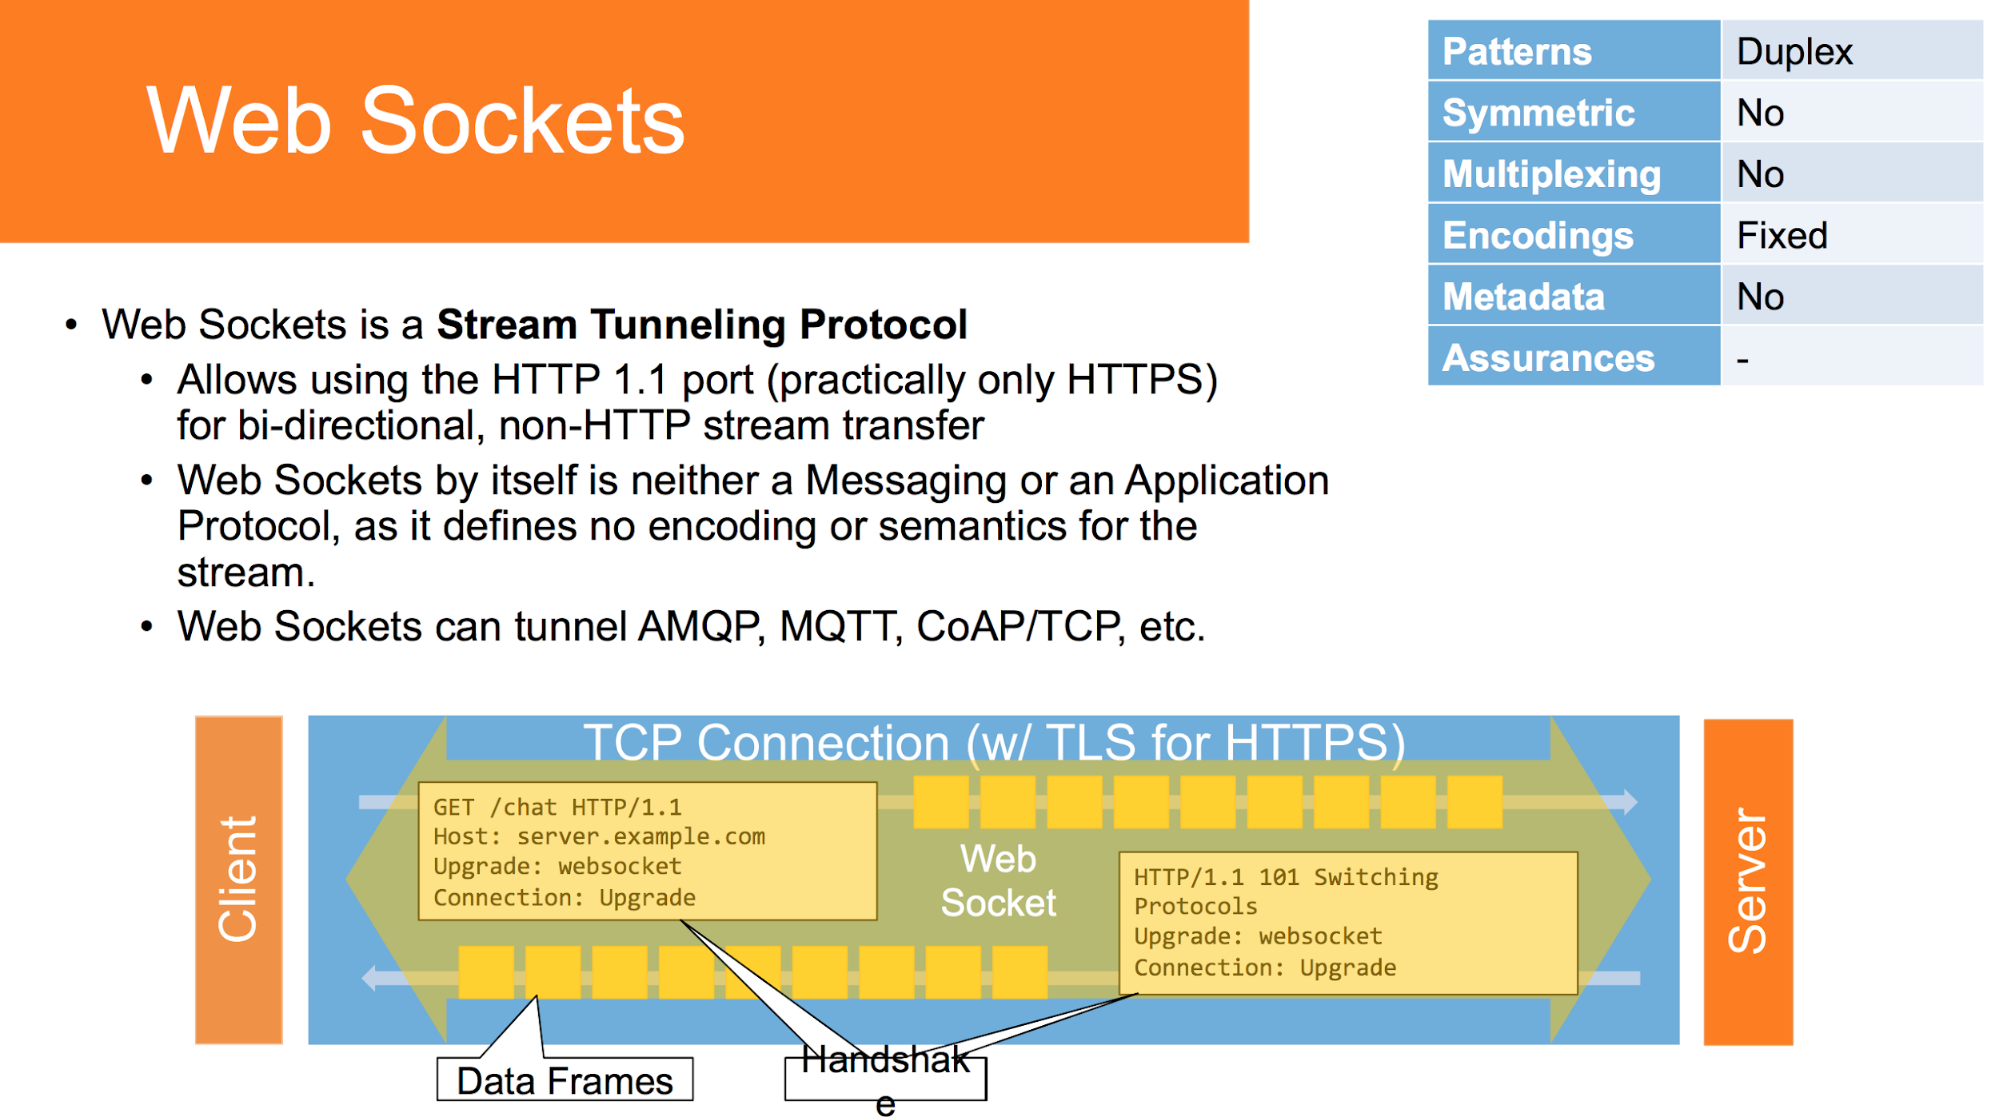 Web Sockets
Patterns Duplex
Symmetric No
Multiplexing No
Encodings Fixed
Metadata No
Assurances -
• Web Sockets is a Stream Tunneling Protocol
• Allows using the HTTP 1.1 port (practically only HTTPS)
for bi-directional, non-HTTP stream transfer
• Web Sockets by itself is neither a Messaging or an Application
Protocol, as it defines no encoding or semantics for the
stream.
• Web Sockets can tunnel AMQP, MQTT, CoAP/TCP, etc.
TCP Connection (w/ TLS for HTTPS)
Client
GET /chat HTTP/1.1
Host: server.example.com
Upgrade: websocket
Connection: Upgrade
Web
Socket
HTTP/1.1 101 Switching
Protocols
Upgrade: websocket
Connection: Upgrade
Server
Data Frames
Handshak
e